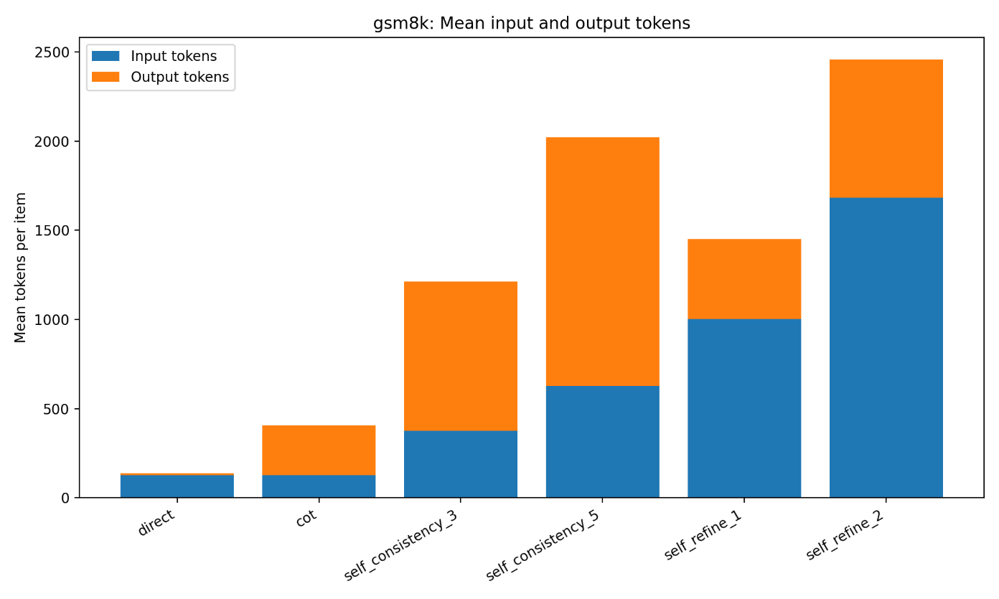 gsm8k: Mean input and output tokens
Input tokens
Output tokens
Mean tokens per item
2500
2000
1500
1000
500
0
direct
cot
self_consistency_3
self_consistency_5
self_refine_1
self_refine_2